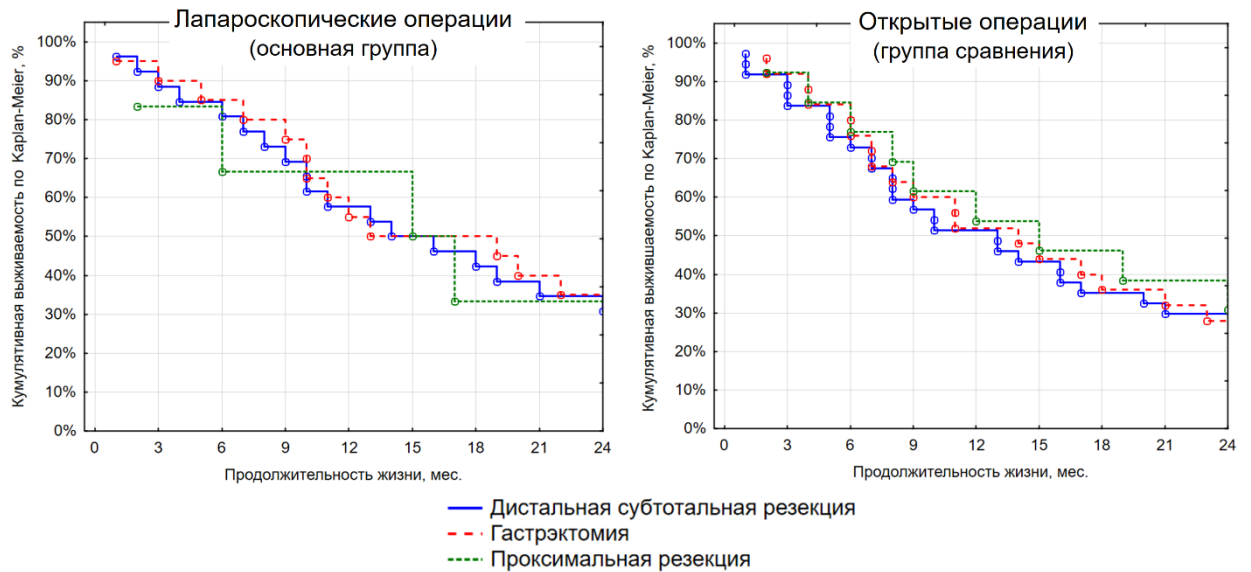 Лапароскопические операции
(основная группа)
Кумулятивная выживаемость по Kaplan-Meier, %
100%
90%
80%
70%
60%
50%
40%
30%
20%
10%
0%
0 3 6 9 12 15 18 21 24
Продолжительность жизни, мес.
Открытые операции
(группа сравнения)
Кумулятивная выживаемость по Kaplan-Meier, %
100%
90%
80%
70%
60%
50%
40%
30%
20%
10%
0%
0 3 6 9 12 15 18 21 24
Продолжительность жизни, мес.
Дистальная субтотальная резекция
Гастрэктомия
Проксимальная резекция